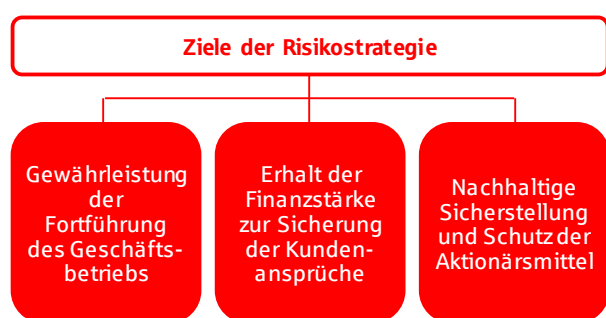 Ziele der Risikostrategie
Gewährleistung
der
Fortführung
des Geschäfts-
betriebs
Erhalt der
Finanzstärke
zur Sicherung
der Kunden-
ansprüche
Nachhaltige
Sicherstellung
und Schutz der
Aktionärsmittel